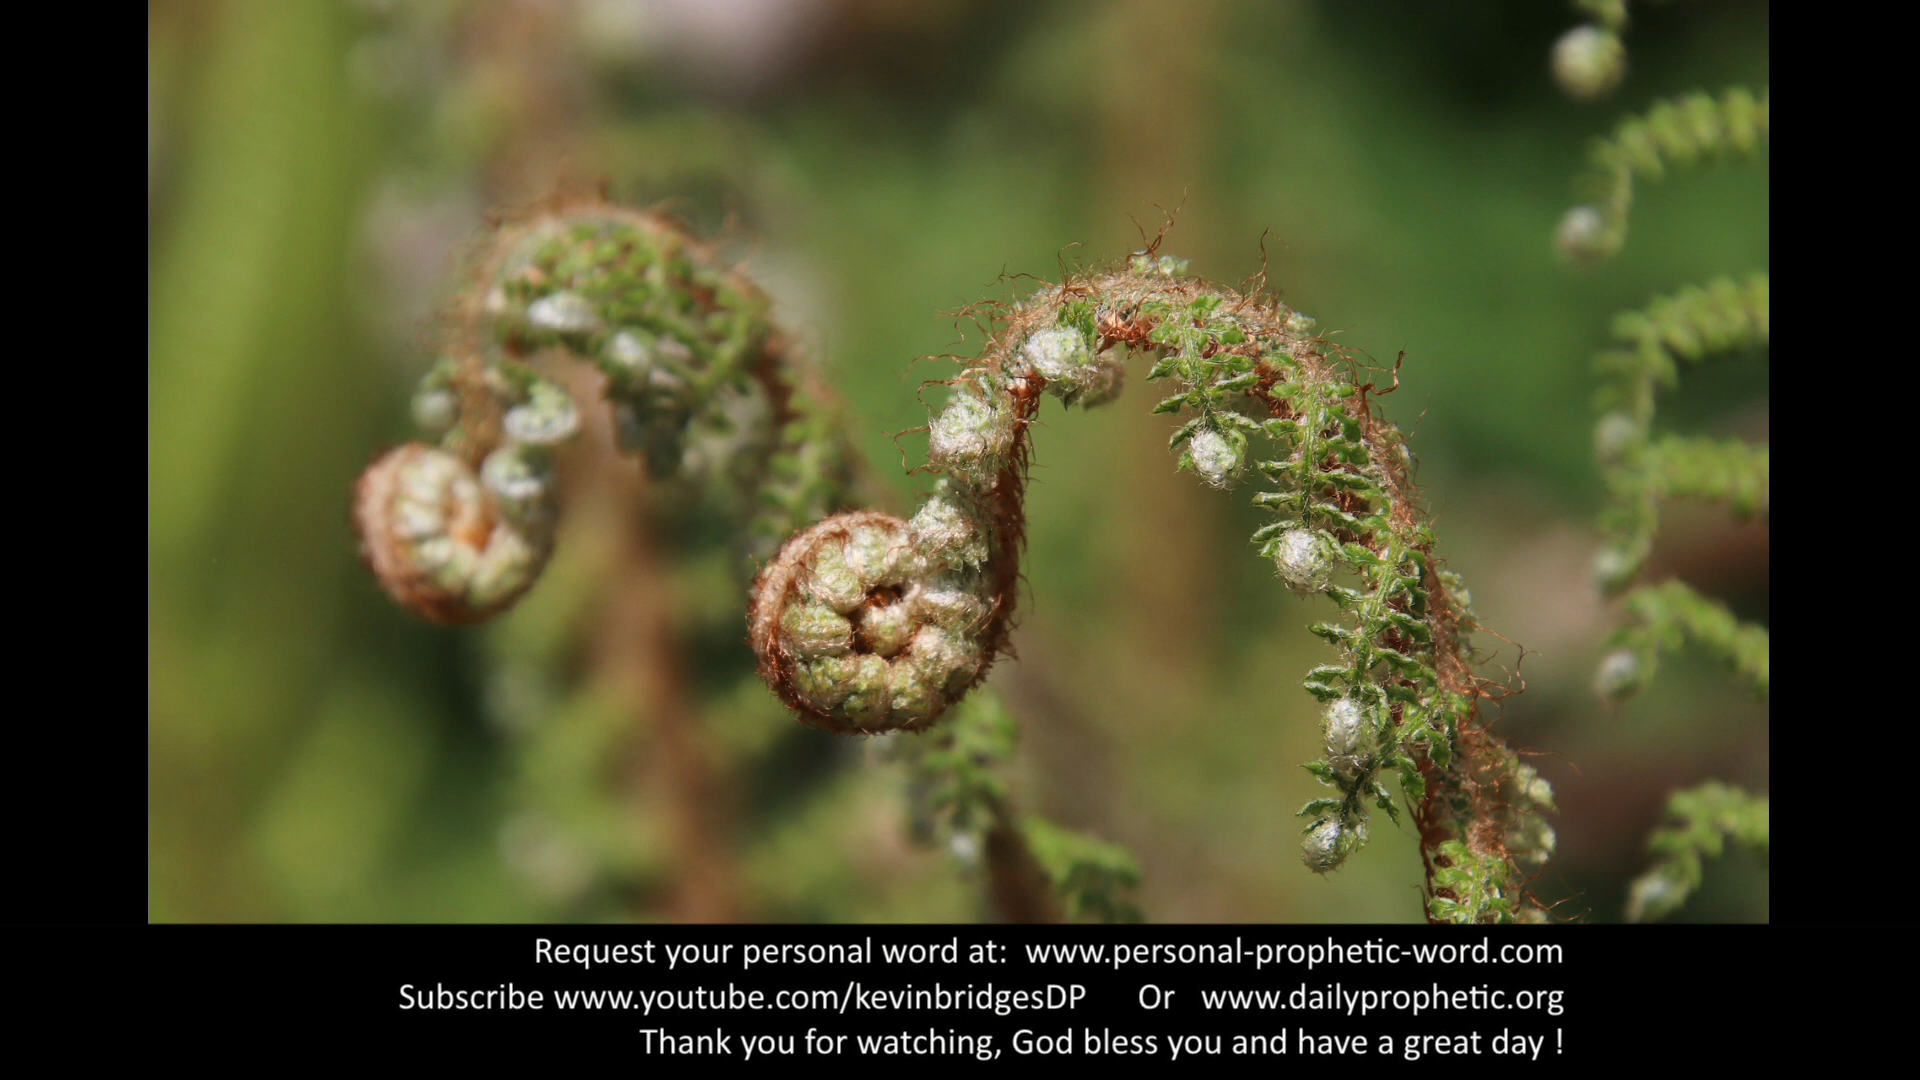 Request your personal word at: www.personal-prophetic-word.com
Subscribe www.youtube.com/kevinbridgesDP Or www.dailyprophetic.org
Thank you for watching, God bless you and have a great day !